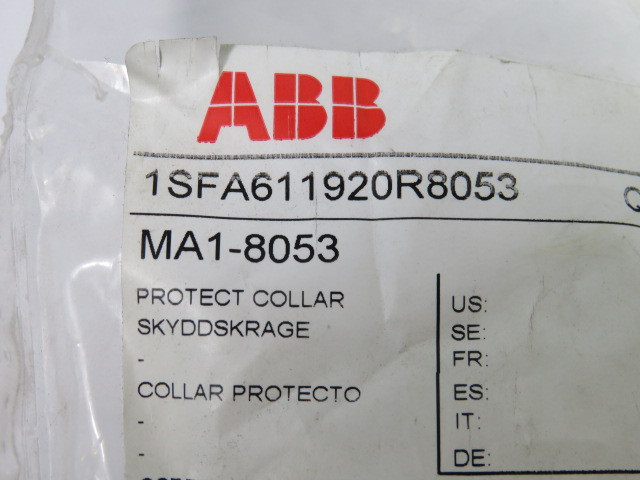 ABB
1SFA611920R8053
MA1-8053
PROTECT COLLAR
SKYDDSKRAGE
-
COLLAR PROTECTO
-
-
US:
SE:
FR:
ES:
IT:
DE: